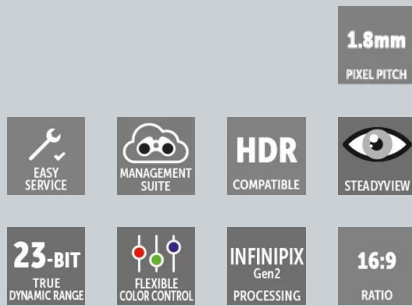 1.8mm
PIXEL PITCH
EASY
SERVICE
MANAGEMENT
SUITE
HDR
COMPATIBLE
STEADYVIEW
23-BIT
TRUE
DYNAMIC RANGE
FLEXIBLE
COLOR CONTROL
INFINIPIX
Gen2
PROCESSING
16:9
RATIO